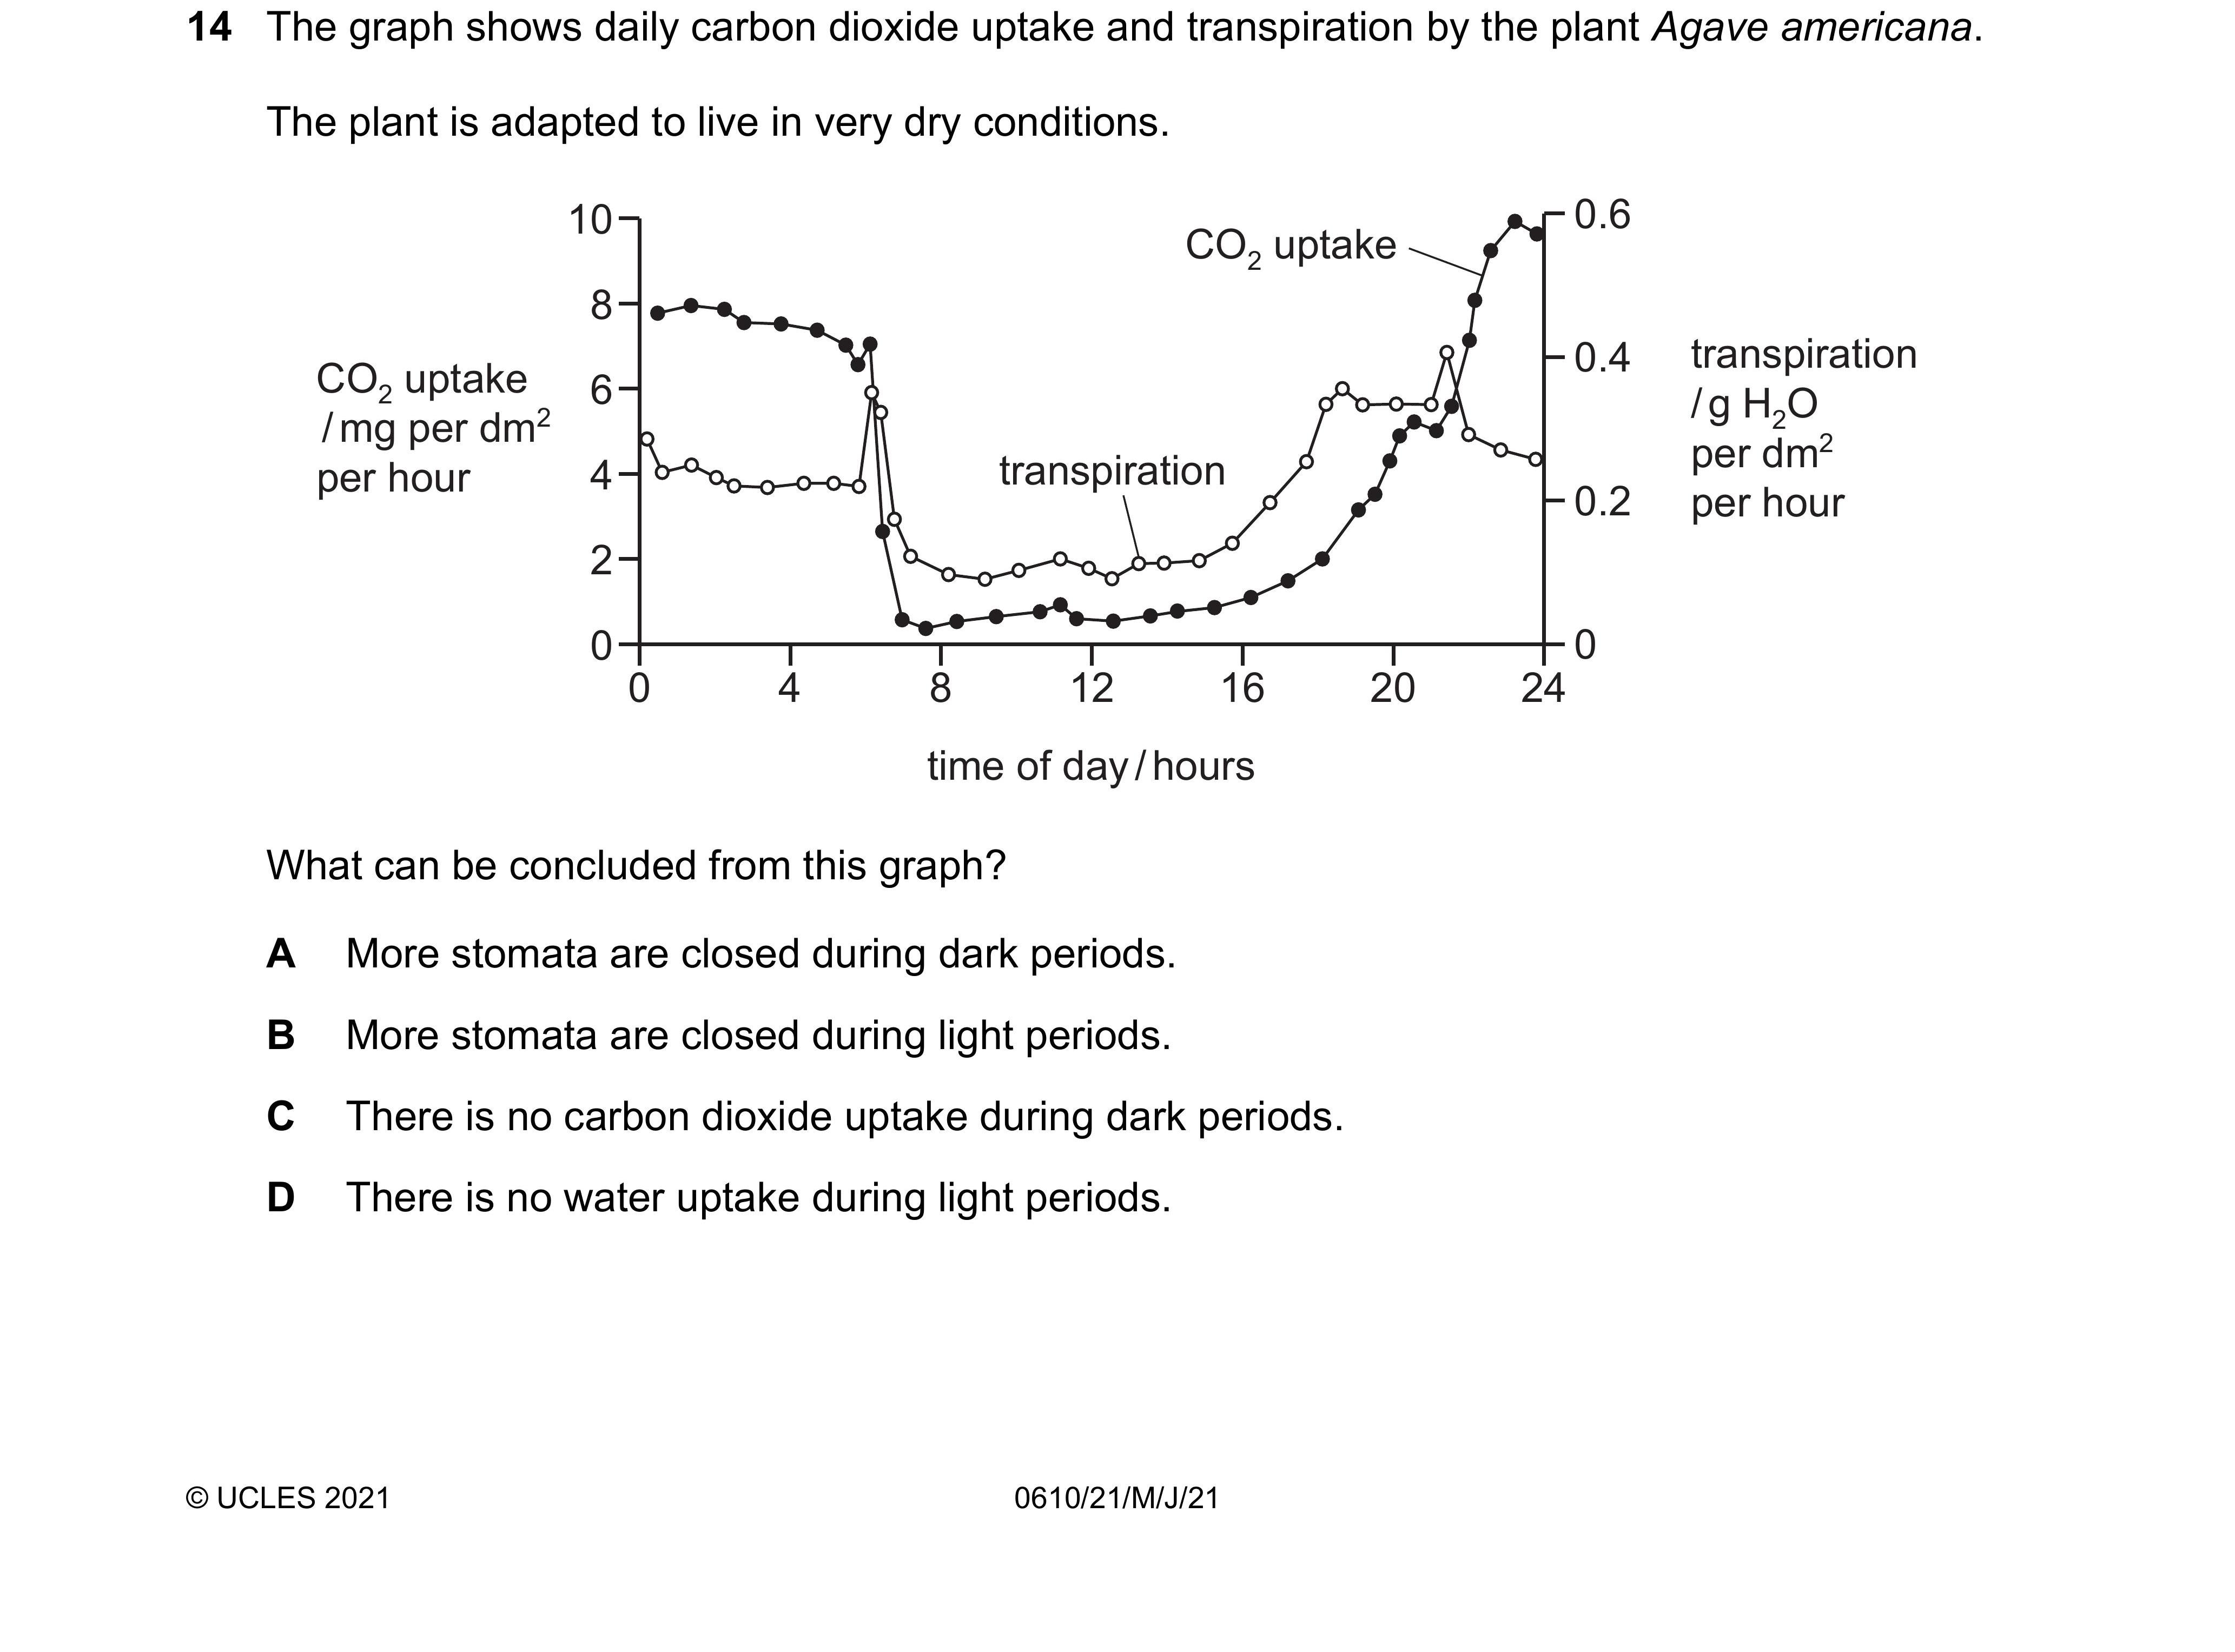 14 The graph shows daily carbon dioxide uptake and transpiration by the plant Agave americana.
The plant is adapted to live in very dry conditions.
CO₂ uptake
/ mg per dm²
per hour
10
8
6
4
2
0
CO₂ uptake
transpiration
0.6
0.4
0.2
0
transpiration
/ g H₂O
per dm²
per hour
0 4 8 12 16 20 24
time of day / hours
What can be concluded from this graph?
A More stomata are closed during dark periods.
B More stomata are closed during light periods.
C There is no carbon dioxide uptake during dark periods.
D There is no water uptake during light periods.
© UCLES 2021 0610/21/M/J/21